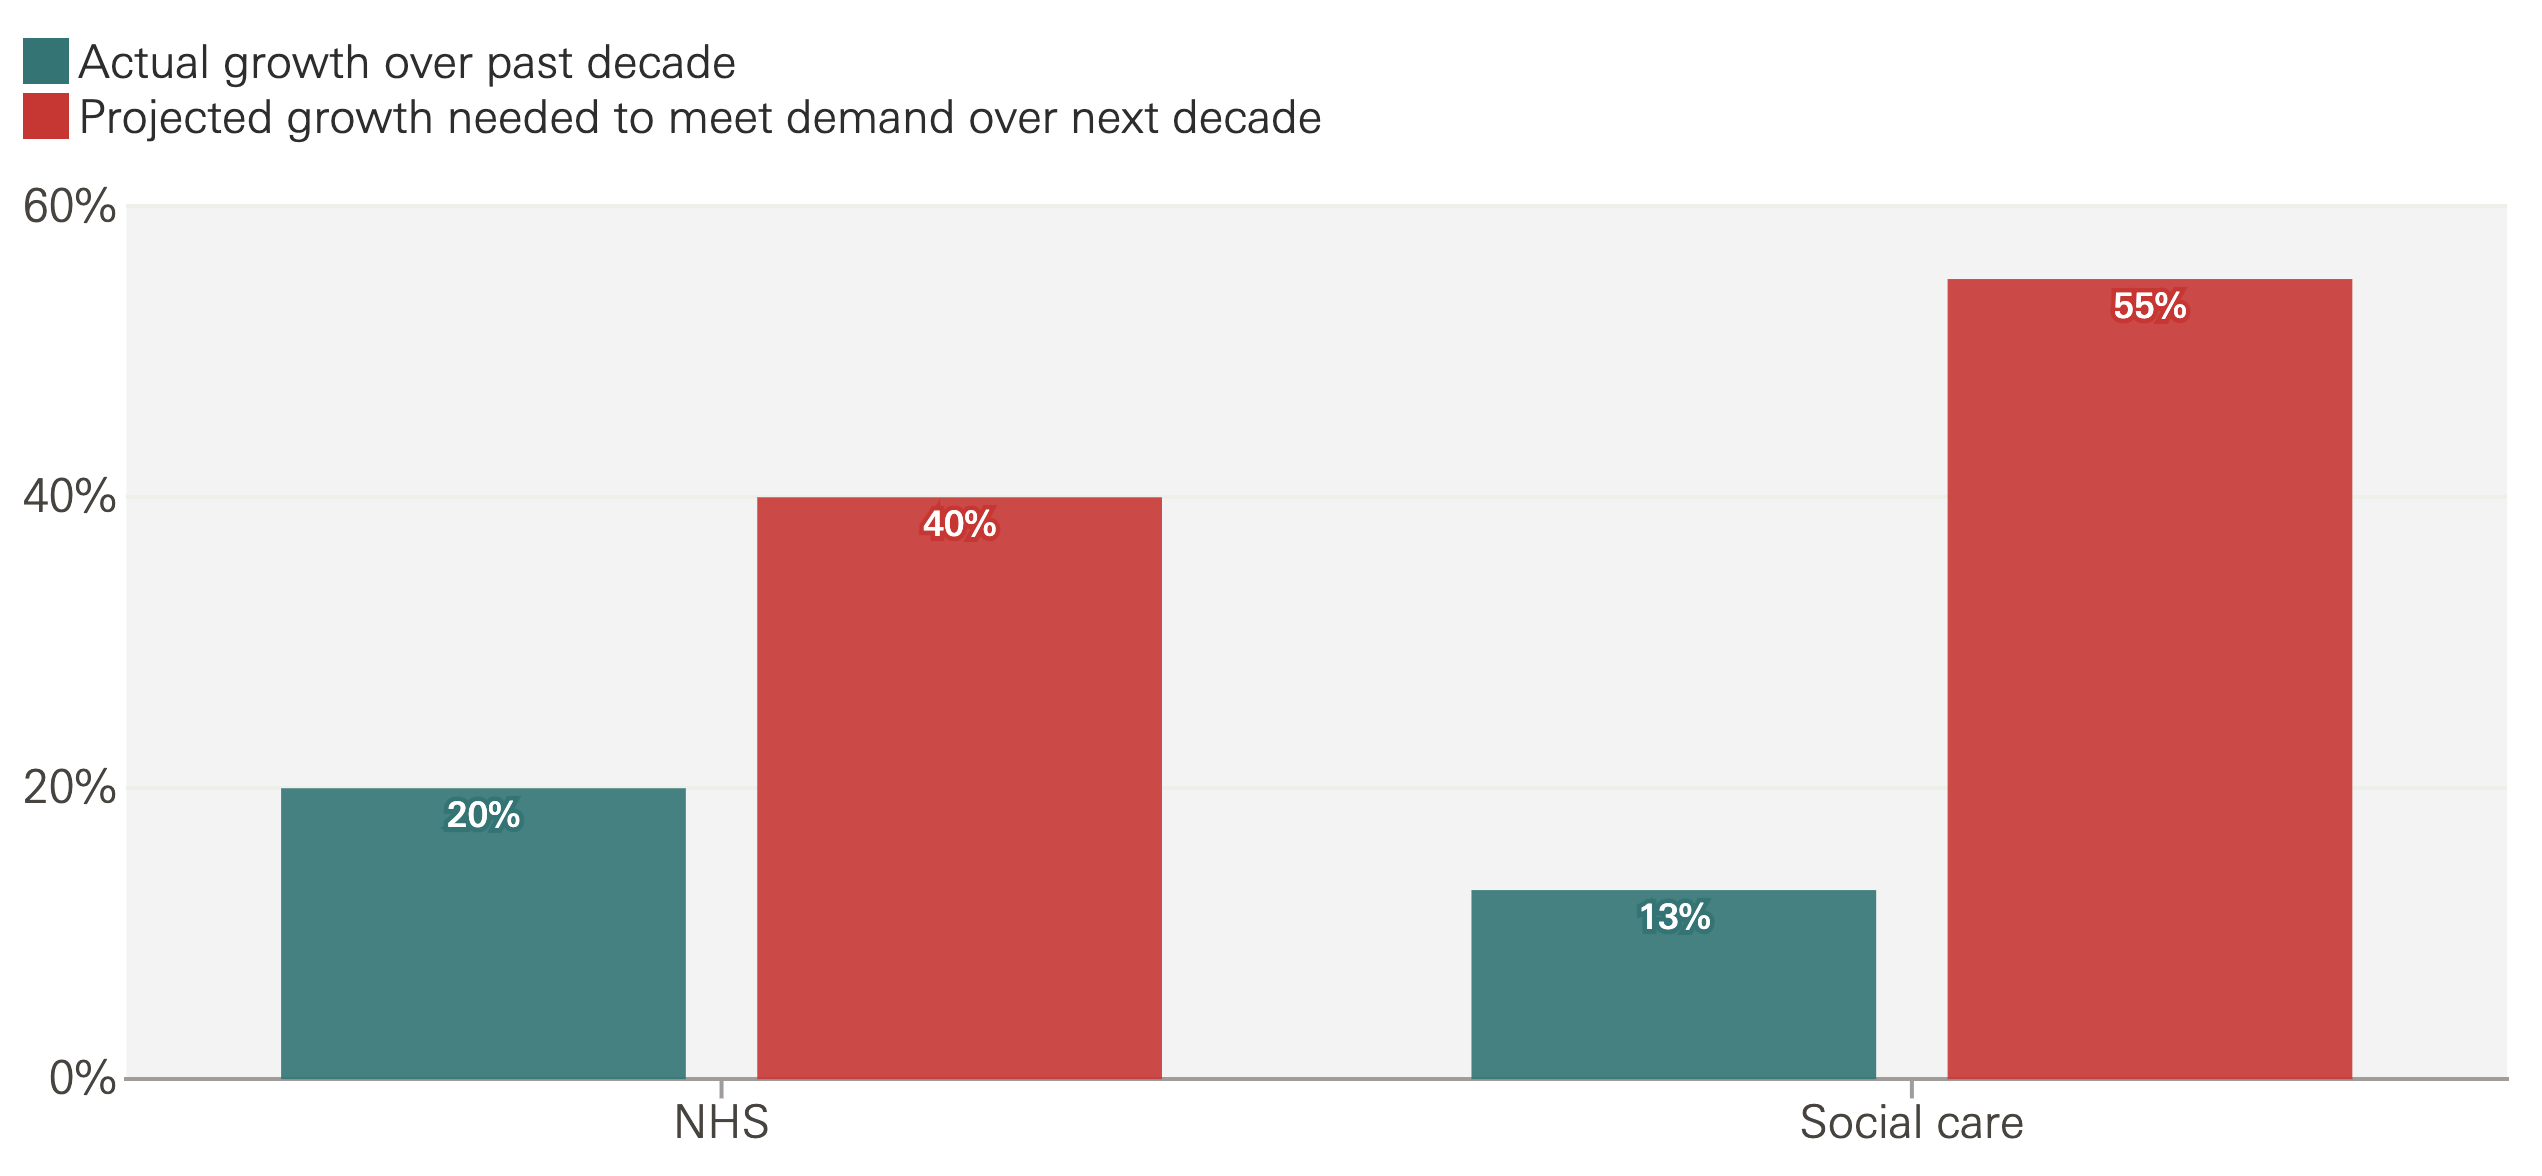 Actual growth over past decade
Projected growth needed to meet demand over next decade
60%
55%
40%
40%
20%
20%
13%
0%
NHS
Social care